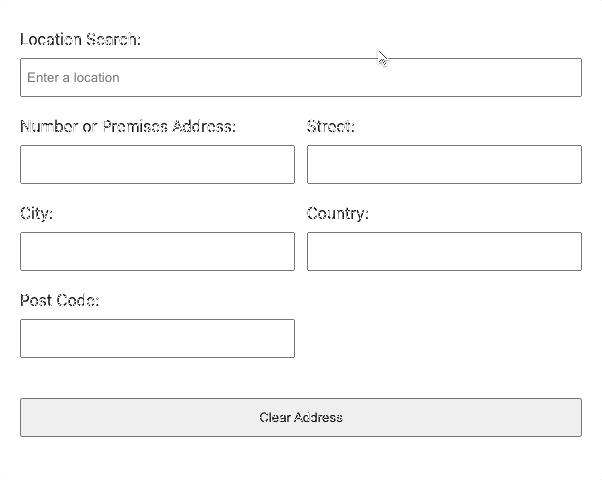 Location Search:
Enter a location
Number or Premises Address:
Street:
City:
Country:
Post Code:
Clear Address